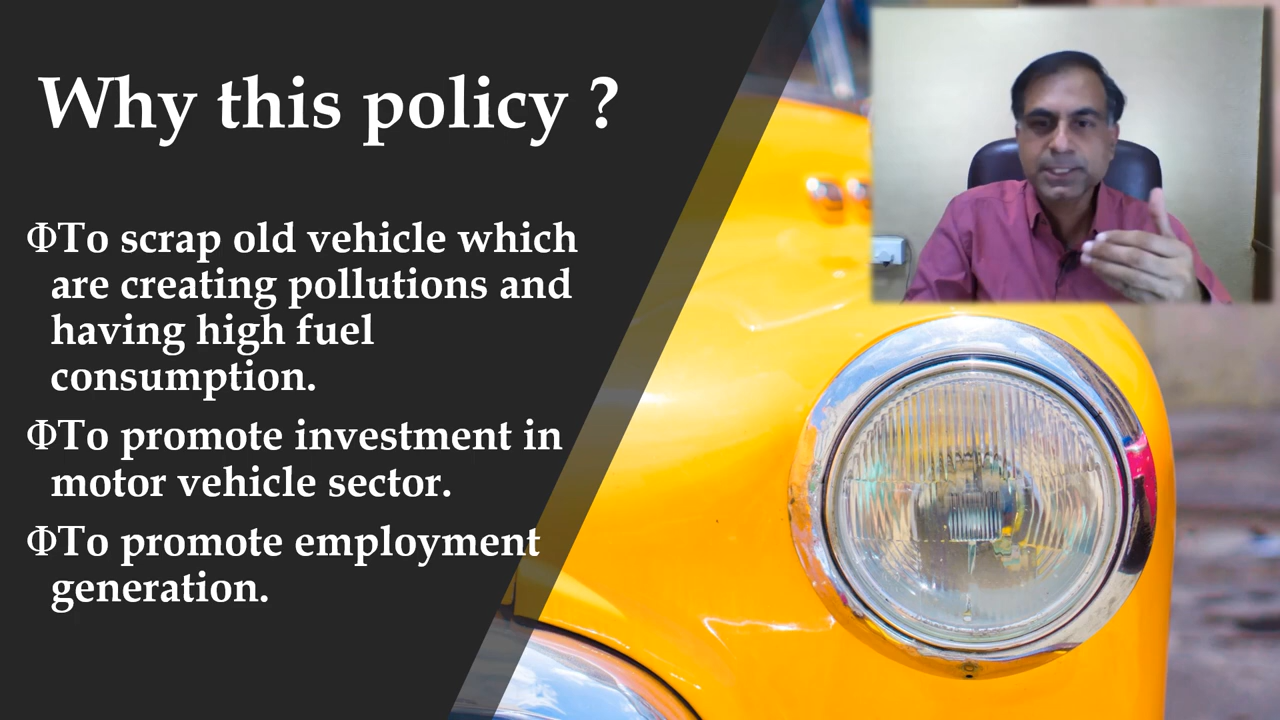 Why this policy ?
ΦTo scrap old vehicle which
are creating pollutions and
having high fuel
consumption.
ΦTo promote investment in
motor vehicle sector.
ΦTo promote employment
generation.